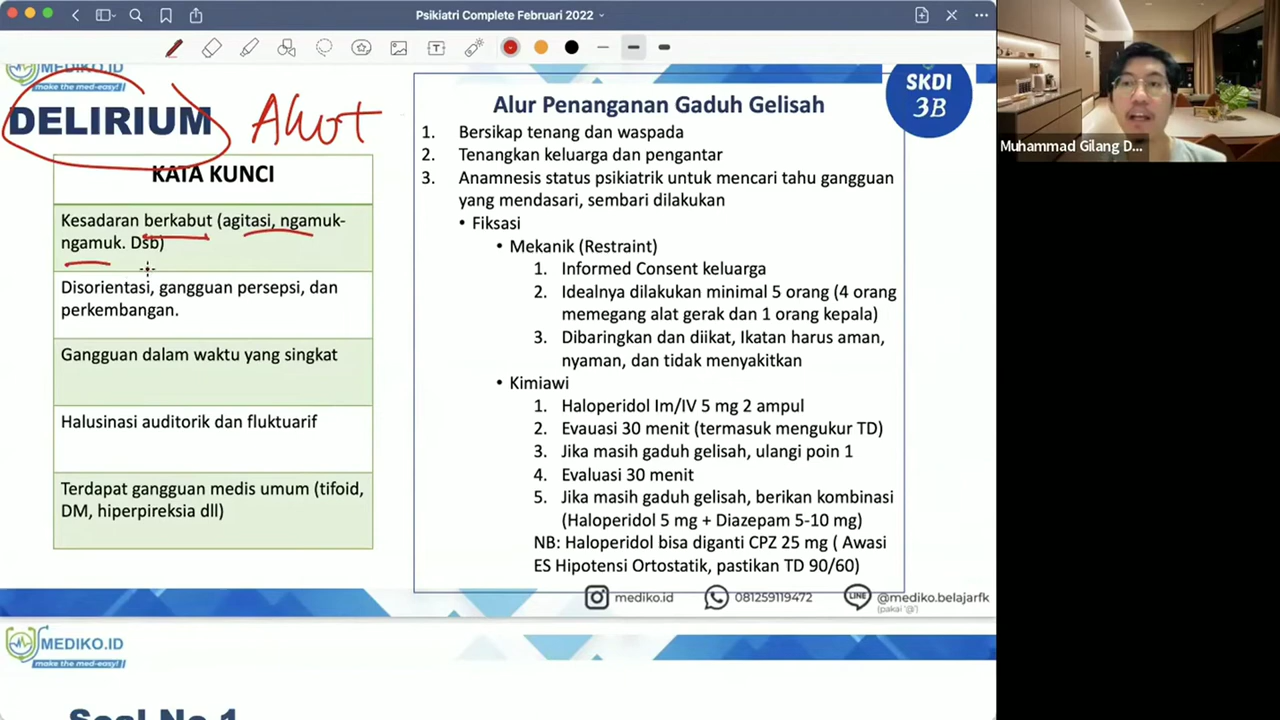 Psikiatri Complete Februari 2022
MEDIKO.ID
make the med-easy!
DELIRIUM
Akut
KATA KUNCI
Kesadaran berkabut (agitasi, ngamuk-
ngamuk. Dsb)
Disorientasi, gangguan persepsi, dan
perkembangan.
Gangguan dalam waktu yang singkat
Halusinasi auditorik dan fluktuarif
Terdapat gangguan medis umum (tifoid,
DM, hiperpireksia dll)
SKDI
3B
Alur Penanganan Gaduh Gelisah
1. Bersikap tenang dan waspada
2. Tenangkan keluarga dan pengantar
3. Anamnesis status psikiatrik untuk mencari tahu gangguan
yang mendasari, sembari dilakukan
• Fiksasi
• Mekanik (Restraint)
1. Informed Consent keluarga
2. Idealnya dilakukan minimal 5 orang (4 orang
memegang alat gerak dan 1 orang kepala)
3. Dibaringkan dan diikat, Ikatan harus aman,
nyaman, dan tidak menyakitkan
• Kimiawi
1. Haloperidol Im/IV 5 mg 2 ampul
2. Evauasi 30 menit (termasuk mengukur TD)
3. Jika masih gaduh gelisah, ulangi poin 1
4. Evaluasi 30 menit
5. Jika masih gaduh gelisah, berikan kombinasi
(Haloperidol 5 mg + Diazepam 5-10 mg)
NB: Haloperidol bisa diganti CPZ 25 mg ( Awasi
ES Hipotensi Ortostatik, pastikan TD 90/60)
mediko.id
081259119472
LINE
@mediko.belajarfk
(pakai '@')
MEDIKO.ID
make the med-easy!
Soal No 1
Muhammad Gilang D...